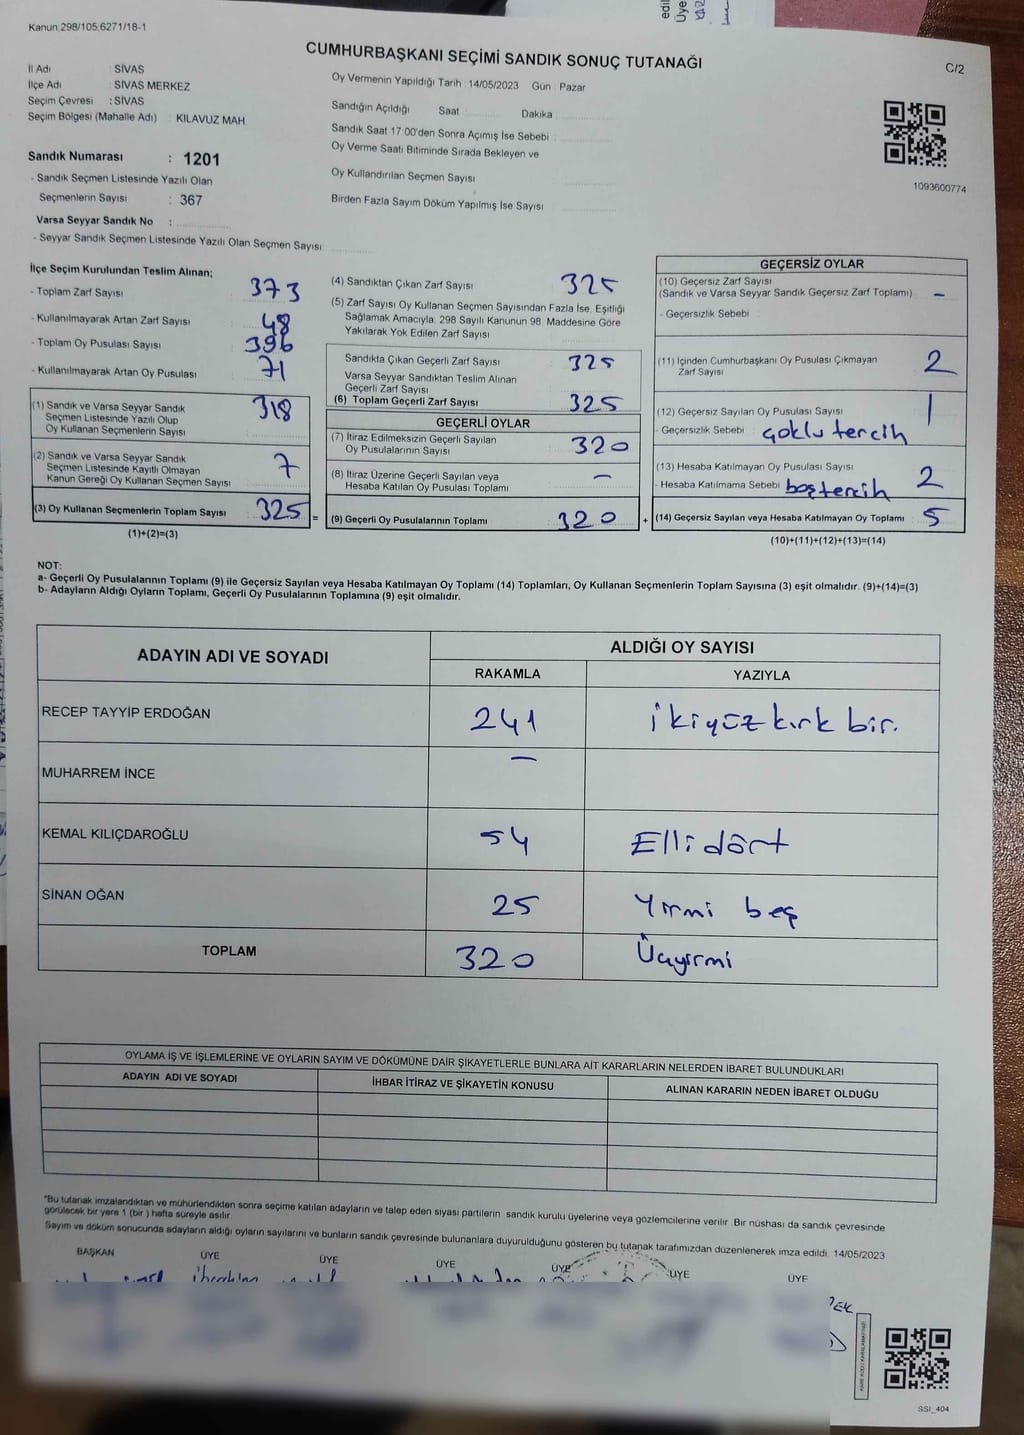 Kanun 298/105,6271/18-1
CUMHURBAŞKANI SEÇİMİ SANDIK SONUÇ TUTANAĞI
C/2
İl Adı : SİVAS
İlçe Adı : SİVAS MERKEZ
Seçim Çevresi : SİVAS
Seçim Bölgesi (Mahalle Adı) : KILAVUZ MAH.
Sandık Numarası : 1201
- Sandık Seçmen Listesinde Yazılı Olan
Seçmenlerin Sayısı : 367
Varsa Seyyar Sandık No :
- Seyyar Sandık Seçmen Listesinde Yazılı Olan Seçmen Sayısı
Oy Vermenin Yapıldığı Tarih : 14/05/2023 Gün : Pazar
Sandığın Açıldığı Saat Dakika
Sandık Saat 17:00'den Sonra Açımış İse Sebebi
Oy Verme Saati Bitiminde Sırada Bekleyen ve
Oy Kullandırılan Seçmen Sayısı
Birden Fazla Sayım Döküm Yapılmış İse Sayısı
1093600774
İlçe Seçim Kurulundan Teslim Alınan;
- Toplam Zarf Sayısı 373
- Kullanılmayarak Artan Zarf Sayısı 48
- Toplam Oy Pusulası Sayısı 396
- Kullanılmayarak Artan Oy Pusulası 71
(1) Sandık ve Varsa Seyyar Sandık
Seçmen Listesinde Yazılı Olup
Oy Kullanan Seçmenlerin Sayısı 318
(2) Sandık ve Varsa Seyyar Sandık
Seçmen Listesinde Kayıtlı Olmayan
Kanun Gereği Oy Kullanan Seçmen Sayısı 7
(3) Oy Kullanan Seçmenlerin Toplam Sayısı 325 =
(1)+(2)=(3)
(4) Sandıktan Çıkan Zarf Sayısı 325
(5) Zarf Sayısı Oy Kullanan Seçmen Sayısından Fazla İse, Eşitliği
Sağlamak Amacıyla, 298 Sayılı Kanunun 98. Maddesine Göre
Yakılarak Yok Edilen Zarf Sayısı
Sandıkta Çıkan Geçerli Zarf Sayısı 325
Varsa Seyyar Sandıktan Teslim Alınan
Geçerli Zarf Sayısı
(6) Toplam Geçerli Zarf Sayısı 325
GEÇERLİ OYLAR
(7) İtiraz Edilmeksizin Geçerli Sayılan
Oy Pusulalarının Sayısı 320
(8) İtiraz Üzerine Geçerli Sayılan veya
Hesaba Katılan Oy Pusulası Toplamı —
(9) Geçerli Oy Pusulalarının Toplamı 320 +
GEÇERSİZ OYLAR
(10) Geçersiz Zarf Sayısı
(Sandık ve Varsa Seyyar Sandık Geçersiz Zarf Toplamı) –
- Geçersizlik Sebebi
(11) İçinden Cumhurbaşkanı Oy Pusulası Çıkmayan
Zarf Sayısı 2
(12) Geçersiz Sayılan Oy Pusulası Sayısı 1
- Geçersizlik Sebebi çoklu tercih
(13) Hesaba Katılmayan Oy Pusulası Sayısı 2
- Hesaba Katılmama Sebebi boş tercih
(14) Geçersiz Sayılan veya Hesaba Katılmayan Oy Toplamı 5
(10)+(11)+(12)+(13)=(14)
NOT:
a- Geçerli Oy Pusulalarının Toplamı (9) ile Geçersiz Sayılan veya Hesaba Katılmayan Oy Toplamı (14) Toplamları, Oy Kullanan Seçmenlerin Toplam Sayısına (3) eşit olmalıdır. (9)+(14)=(3)
b- Adayların Aldığı Oyların Toplamı, Geçerli Oy Pusulalarının Toplamına (9) eşit olmalıdır.
ADAYIN ADI VE SOYADI
ALDIĞI OY SAYISI
RAKAMLA YAZIYLA
RECEP TAYYİP ERDOĞAN 241 ikiyüz kırk bir.
MUHARREM İNCE —
KEMAL KILIÇDAROĞLU 54 Elli dört
SİNAN OĞAN 25 Yirmi beş
TOPLAM 320 Üçyirmi
OYLAMA İŞ VE İŞLEMLERİNE VE OYLARIN SAYIM VE DÖKÜMÜNE DAİR ŞİKAYETLERLE BUNLARA AİT KARARLARIN NELERDEN İBARET BULUNDUKLARI
ADAYIN ADI VE SOYADI İHBAR İTİRAZ VE ŞİKAYETİN KONUSU ALINAN KARARIN NEDEN İBARET OLDUĞU
*Bu tutanak imzalandıktan ve mühürlendikten sonra seçime katılan adayların ve talep eden siyasi partilerin sandık kurulu üyelerine veya gözlemcilerine verilir. Bir nüshası da sandık çevresinde
görülecek bir yere 1 (bir ) hafta süreyle asılır.
Sayım ve döküm sonucunda adayların aldığı oyların sayılarını ve bunların sandık çevresinde bulunanlara duyurulduğunu gösteren bu tutanak tarafımızdan düzenlenerek imza edildi. 14/05/2023
BAŞKAN ÜYE ÜYE ÜYE ÜYE ÜYE ÜYE
SSI_404